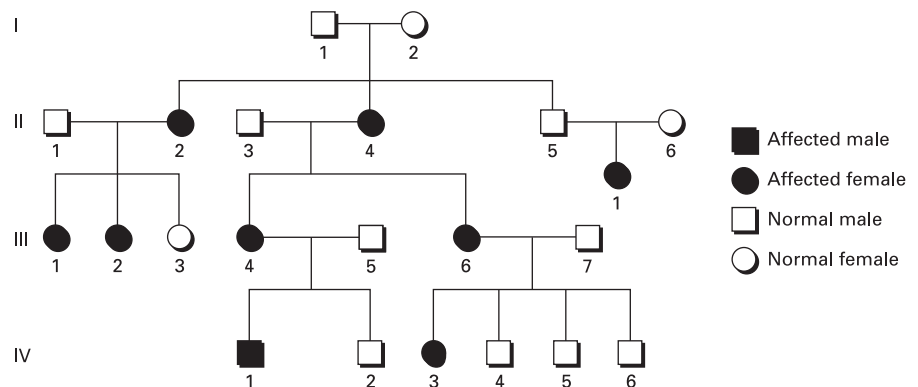 I
1 2
II
1 2 3 4 5 6
1
III
1 2 3 4 5 6 7
IV
1 2 3 4 5 6
Affected male
Affected female
Normal male
Normal female